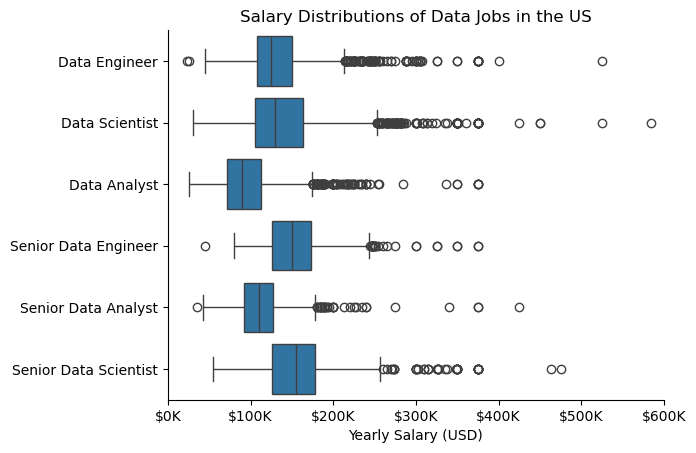 Salary Distributions of Data Jobs in the US
Data Engineer
Data Scientist
Data Analyst
Senior Data Engineer
Senior Data Analyst
Senior Data Scientist
$0K $100K $200K $300K $400K $500K $600K
Yearly Salary (USD)